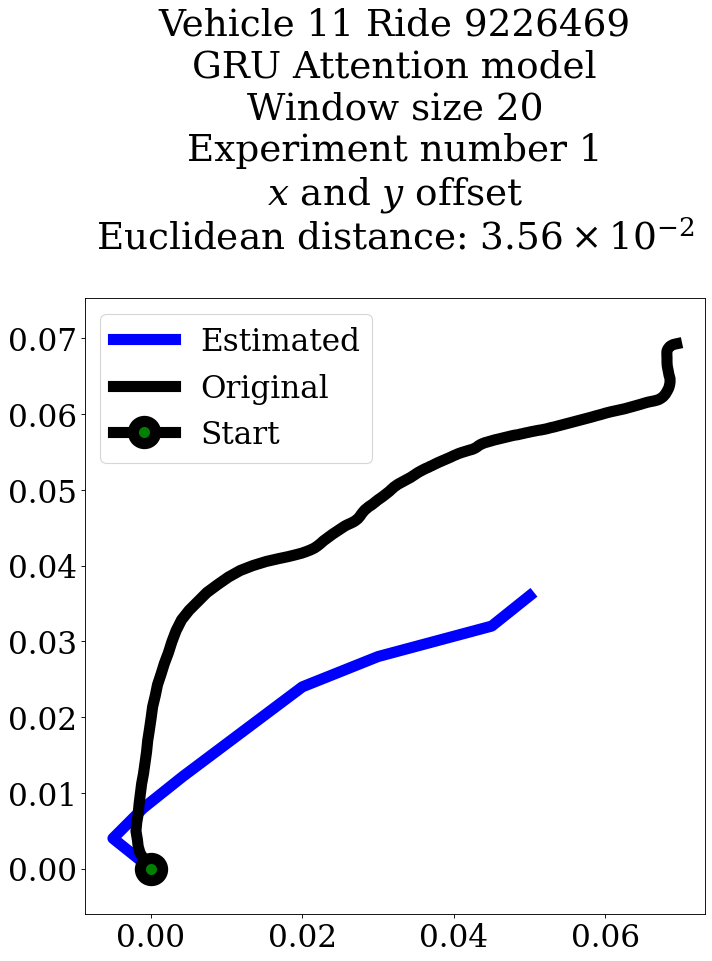 Vehicle 11 Ride 9226469
GRU Attention model
Window size 20
Experiment number 1
x and y offset
Euclidean distance: 3.56 × 10⁻²
Estimated
Original
Start
0.07
0.06
0.05
0.04
0.03
0.02
0.01
0.00
0.00 0.02 0.04 0.06